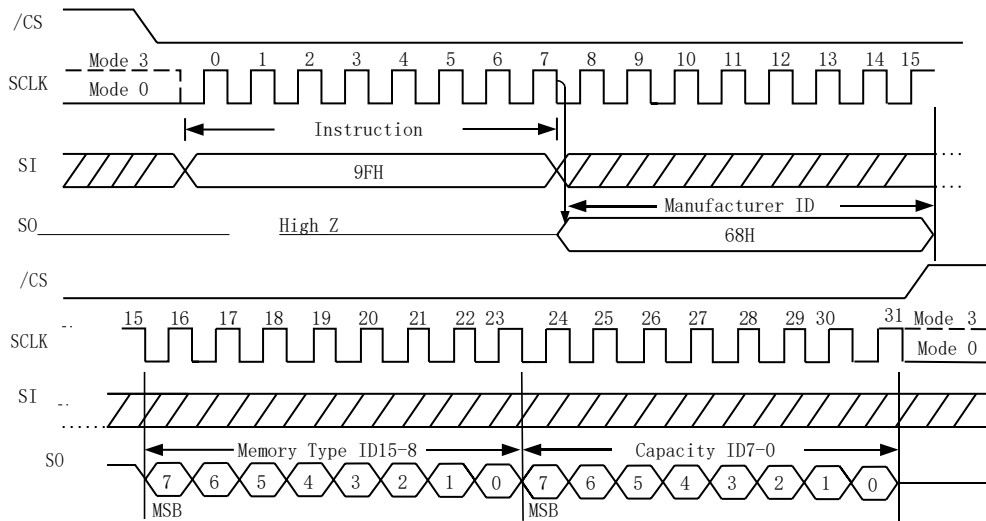 /CS
Mode 3 0 1 2 3 4 5 6 7 8 9 10 11 12 13 14 15
SCLK
Mode 0
Instruction
SI
9FH
Manufacturer ID
SO High Z
68H
/CS
15 16 17 18 19 20 21 22 23 24 25 26 27 28 29 30 31 Mode 3
SCLK
Mode 0
SI
Memory Type ID15-8 Capacity ID7-0
SO
7 6 5 4 3 2 1 0 7 6 5 4 3 2 1 0
MSB MSB